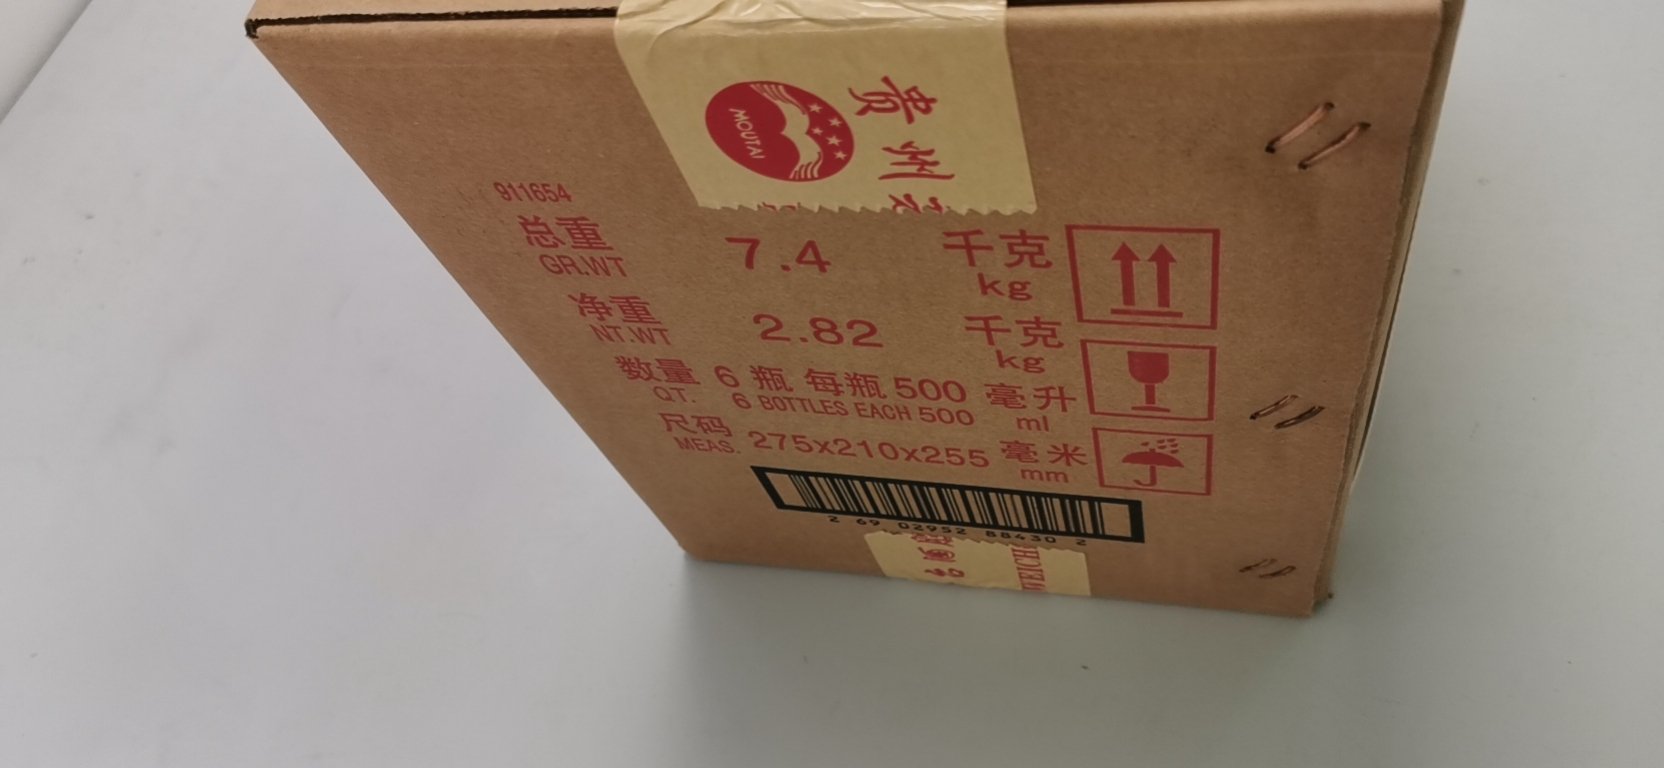 贵州
MOUTAI
911654
总重 7.4 千克
GR.WT kg
净重 2.82 千克
NT.WT kg
数量 6 瓶 每瓶 500 毫升
QT. 6 BOTTLES EACH 500 ml
尺码 275x210x255 毫米
MEAS. mm
2 69 02952 88430 2